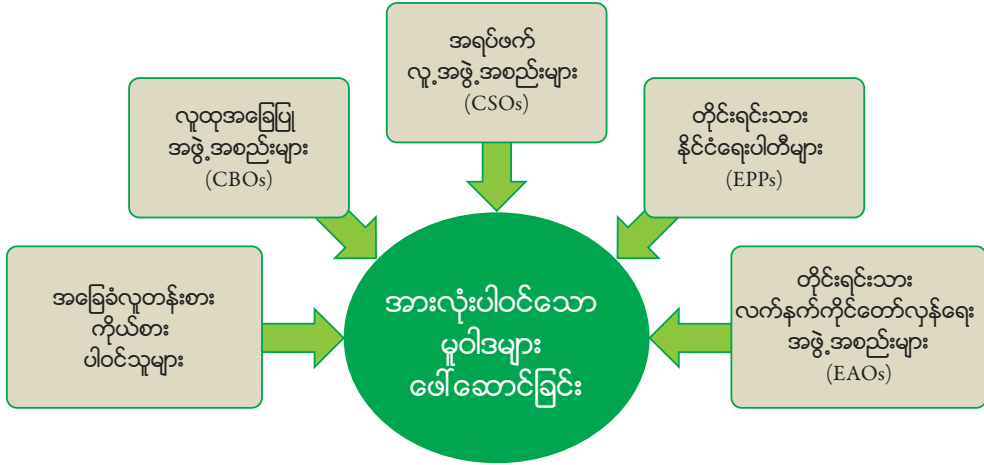 အရပ်ဖက်
လူ့အဖွဲ့အစည်းများ
(CSOs)
လူထုအခြေပြု
အဖွဲ့အစည်းများ
(CBOs)
တိုင်းရင်းသား
နိုင်ငံရေးပါတီများ
(EPPs)
အခြေခံလူတန်းစား
ကိုယ်စား
ပါဝင်သူများ
အားလုံးပါဝင်သော
မူဝါဒများ
ဖေါ်ဆောင်ခြင်း
တိုင်းရင်းသား
လက်နက်ကိုင်တော်လှန်ရေး
အဖွဲ့အစည်းများ
(EAOs)